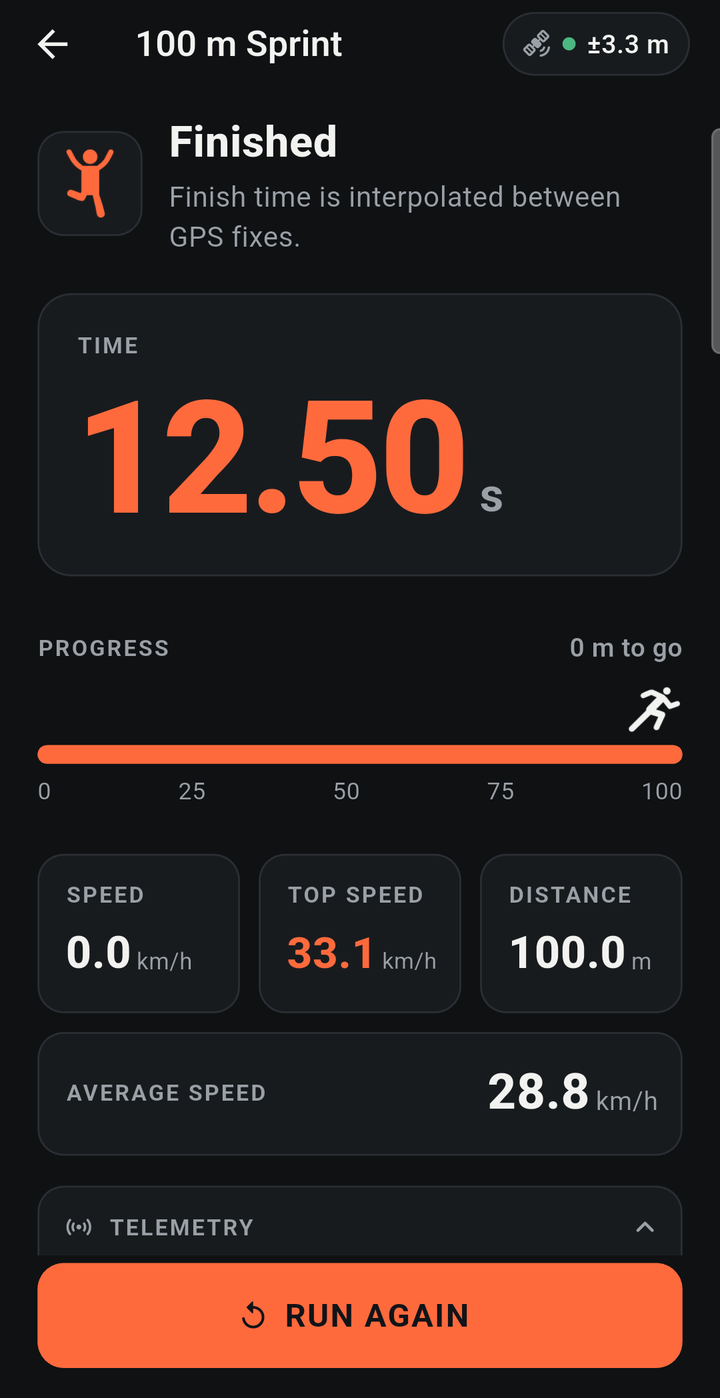 100 m Sprint
±3.3 m
Finished
Finish time is interpolated between
GPS fixes.
TIME
12.50 s
PROGRESS
0 m to go
0 25 50 75 100
SPEED
0.0 km/h
TOP SPEED
33.1 km/h
DISTANCE
100.0 m
AVERAGE SPEED
28.8 km/h
TELEMETRY
RUN AGAIN